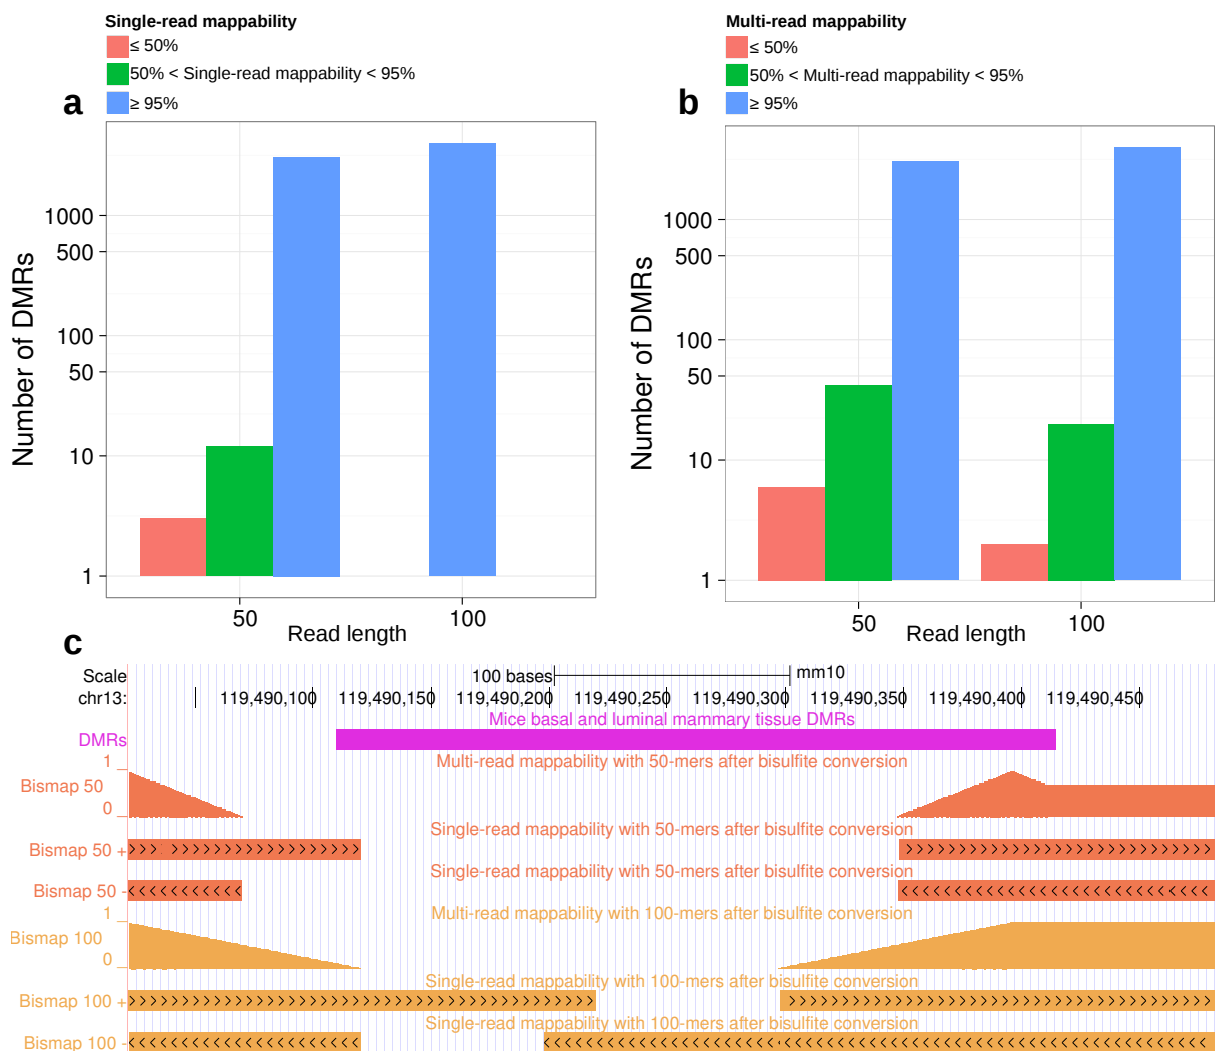 Single-read mappability
≤ 50%
50% < Single-read mappability < 95%
≥ 95%
a
Number of DMRs
1000
500
100
50
10
1
50
100
Read length
Multi-read mappability
≤ 50%
50% < Multi-read mappability < 95%
≥ 95%
b
Number of DMRs
1000
500
100
50
10
1
50
100
Read length
c
Scale 100 bases mm10
chr13: 119,490,100 119,490,150 119,490,200 119,490,250 119,490,300 119,490,350 119,490,400 119,490,450
Mice basal and luminal mammary tissue DMRs
DMRs
Multi-read mappability with 50-mers after bisulfite conversion
1
Bismap 50
0
Single-read mappability with 50-mers after bisulfite conversion
Bismap 50 +
Single-read mappability with 50-mers after bisulfite conversion
Bismap 50 -
Multi-read mappability with 100-mers after bisulfite conversion
1
Bismap 100
0
Single-read mappability with 100-mers after bisulfite conversion
Bismap 100 +
Single-read mappability with 100-mers after bisulfite conversion
Bismap 100 -